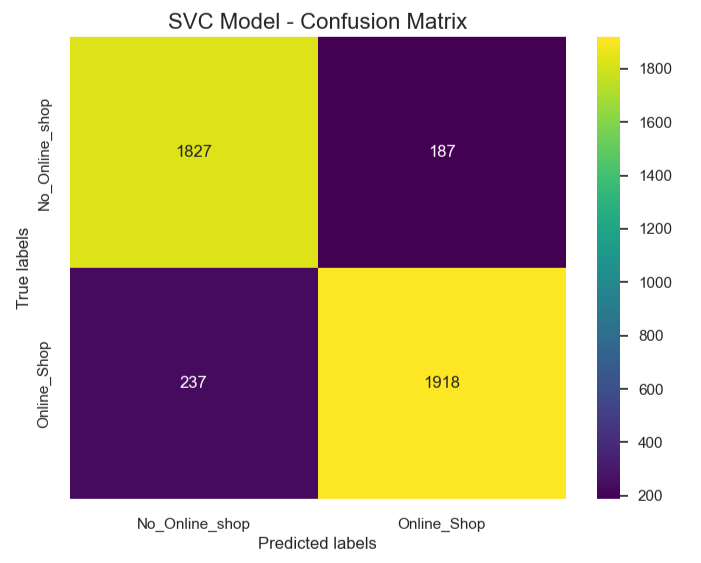 SVC Model - Confusion Matrix
True labels
No_Online_shop
Online_Shop
1827
187
237
1918
No_Online_shop
Online_Shop
Predicted labels
1800
1600
1400
1200
1000
800
600
400
200